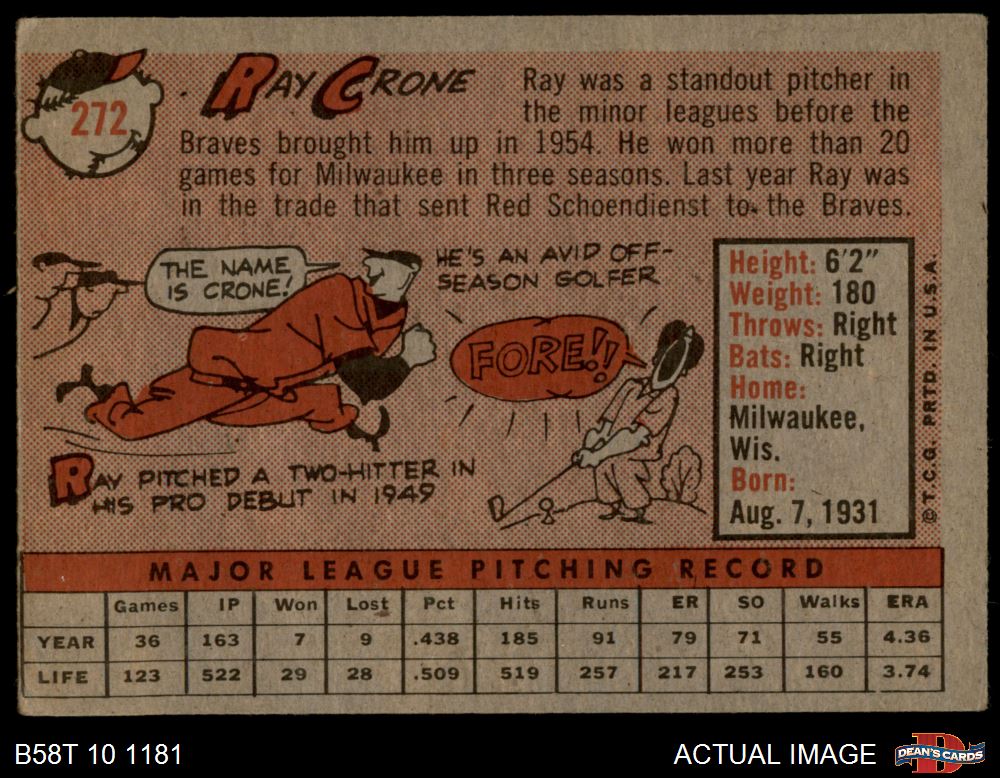 272
RAY CRONE
Ray was a standout pitcher in
the minor leagues before the
Braves brought him up in 1954. He won more than 20
games for Milwaukee in three seasons. Last year Ray was
in the trade that sent Red Schoendienst to the Braves.
THE NAME
IS CRONE!
HE'S AN AVID OFF-
SEASON GOLFER
FORE!!
RAY PITCHED A TWO-HITTER IN
HIS PRO DEBUT IN 1949
Height: 6'2"
Weight: 180
Throws: Right
Bats: Right
Home:
Milwaukee,
Wis.
Born:
Aug. 7, 1931
© T.C.G. PRTD. IN U.S.A.
MAJOR LEAGUE PITCHING RECORD
Games IP Won Lost Pct Hits Runs ER SO Walks ERA
YEAR 36 163 7 9 .438 185 91 79 71 55 4.36
LIFE 123 522 29 28 .509 519 257 217 253 160 3.74
B58T 10 1181
ACTUAL IMAGE
DEAN'S CARDS